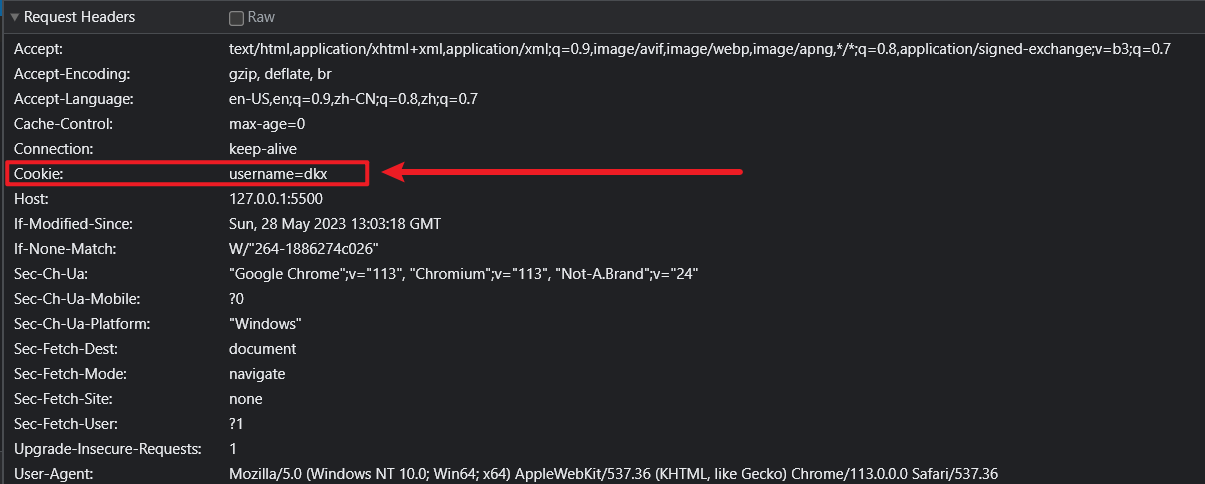 Request Headers Raw
Accept: text/html,application/xhtml+xml,application/xml;q=0.9,image/avif,image/webp,image/apng,*/*;q=0.8,application/signed-exchange;v=b3;q=0.7
Accept-Encoding: gzip, deflate, br
Accept-Language: en-US,en;q=0.9,zh-CN;q=0.8,zh;q=0.7
Cache-Control: max-age=0
Connection: keep-alive
Cookie: username=dkx
Host: 127.0.0.1:5500
If-Modified-Since: Sun, 28 May 2023 13:03:18 GMT
If-None-Match: W/"264-1886274c026"
Sec-Ch-Ua: "Google Chrome";v="113", "Chromium";v="113", "Not-A.Brand";v="24"
Sec-Ch-Ua-Mobile: ?0
Sec-Ch-Ua-Platform: "Windows"
Sec-Fetch-Dest: document
Sec-Fetch-Mode: navigate
Sec-Fetch-Site: none
Sec-Fetch-User: ?1
Upgrade-Insecure-Requests: 1
User-Agent: Mozilla/5.0 (Windows NT 10.0; Win64; x64) AppleWebKit/537.36 (KHTML, like Gecko) Chrome/113.0.0.0 Safari/537.36